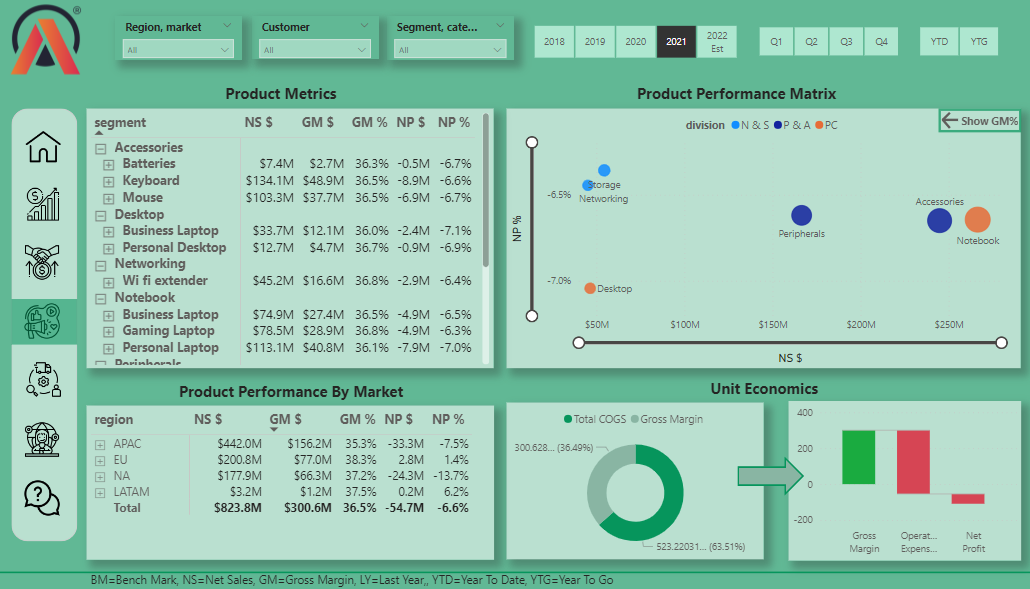 ®
Region, market
All
Customer
All
Segment, cate...
All
2018
2019
2020
2021
2022
Est
Q1
Q2
Q3
Q4
YTD
YTG
Product Metrics
segment NS $ GM $ GM % NP $ NP %
Accessories
Batteries $7.4M $2.7M 36.3% -0.5M -6.7%
Keyboard $134.1M $48.9M 36.5% -8.9M -6.6%
Mouse $103.3M $37.7M 36.5% -6.9M -6.7%
Desktop
Business Laptop $33.7M $12.1M 36.0% -2.4M -7.1%
Personal Desktop $12.7M $4.7M 36.7% -0.9M -6.9%
Networking
Wi fi extender $45.2M $16.6M 36.8% -2.9M -6.4%
Notebook
Business Laptop $74.9M $27.4M 36.5% -4.9M -6.5%
Gaming Laptop $78.5M $28.9M 36.8% -4.9M -6.3%
Personal Laptop $113.1M $40.8M 36.1% -7.9M -7.0%
Peripherals
Product Performance Matrix
division N & S P & A PC
Show GM%
NP %
-6.5%
-7.0%
Storage
Networking
Peripherals
Accessories
Notebook
Desktop
$50M $100M $150M $200M $250M
NS $
Product Performance By Market
region NS $ GM $ GM % NP $ NP %
APAC $442.0M $156.2M 35.3% -33.3M -7.5%
EU $200.8M $77.0M 38.3% 2.8M 1.4%
NA $177.9M $66.3M 37.2% -24.3M -13.7%
LATAM $3.2M $1.2M 37.5% 0.2M 6.2%
Total $823.8M $300.6M 36.5% -54.7M -6.6%
Unit Economics
Total COGS Gross Margin
300.628... (36.49%)
523.22031... (63.51%)
400
200
0
-200
Gross
Margin
Operat...
Expens...
Net
Profit
BM=Bench Mark, NS=Net Sales, GM=Gross Margin, LY=Last Year,, YTD=Year To Date, YTG=Year To Go